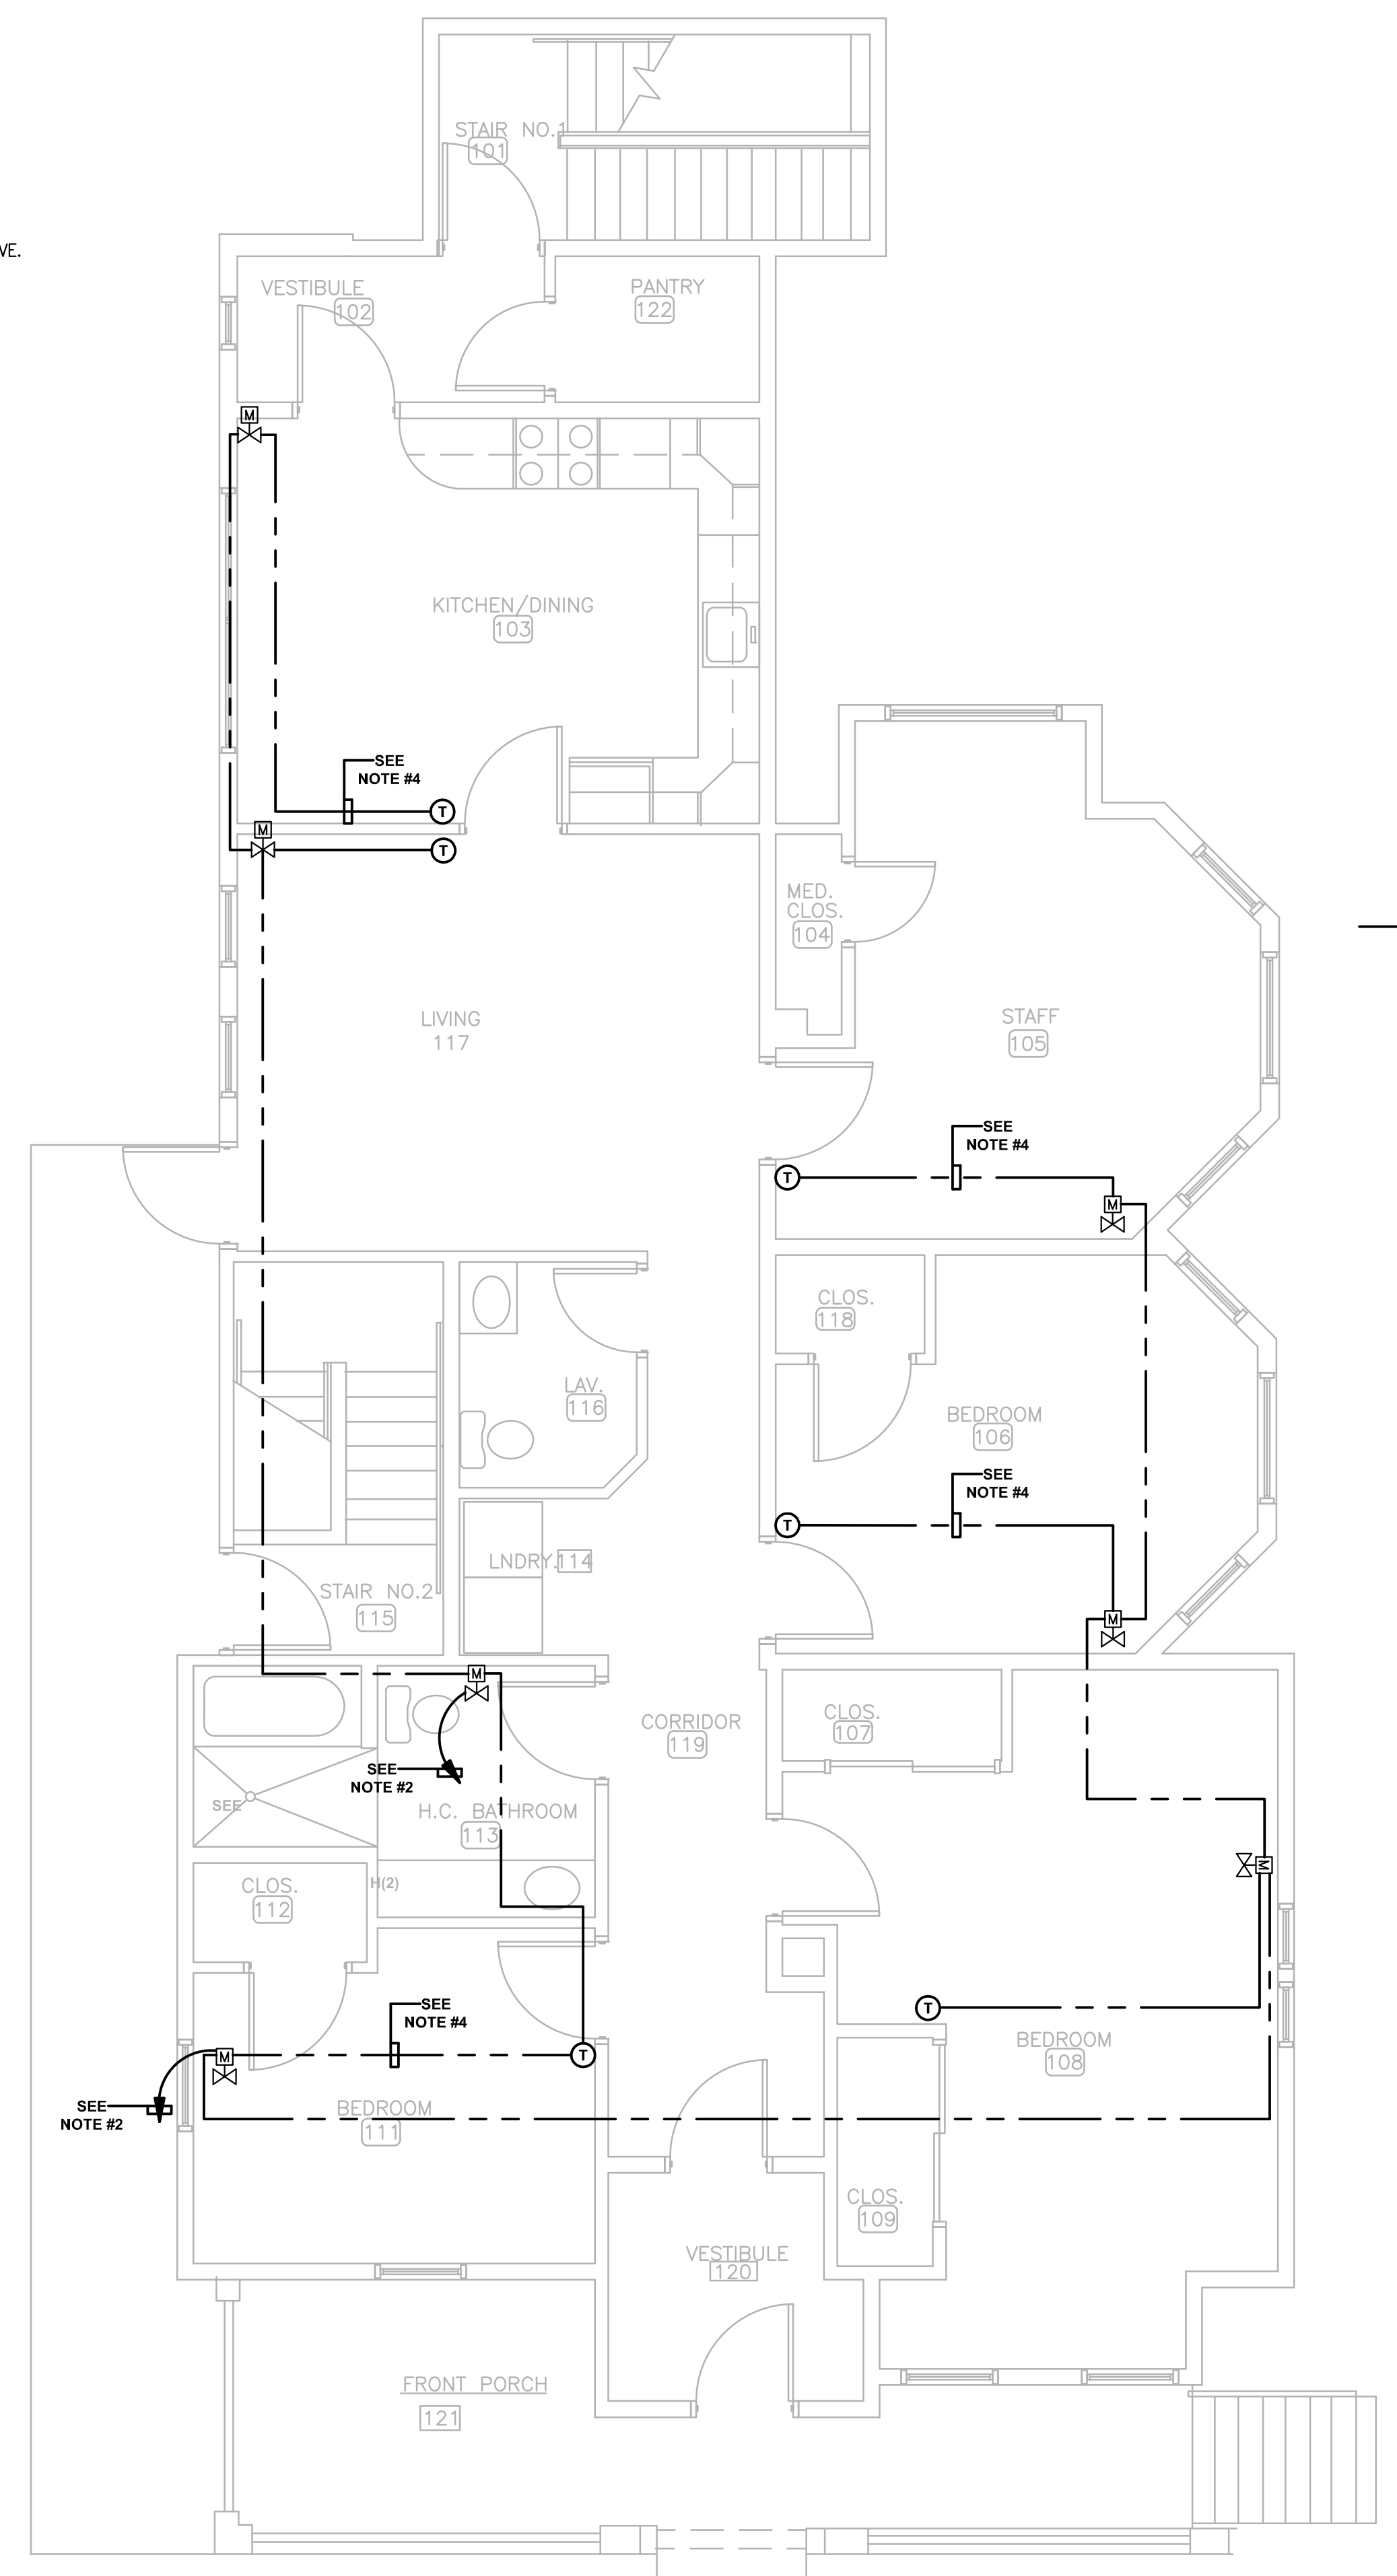 STAIR NO.1
101
VE.
VESTIBULE
102
PANTRY
122
M
KITCHEN/DINING
103
SEE
NOTE #4
T
M
T
MED.
CLOS.
104
LIVING
117
STAFF
105
SEE
NOTE #4
T
M
CLOS.
118
LAV.
116
BEDROOM
106
SEE
NOTE #4
T
LNDRY.114
STAIR NO.2
115
M
M
CLOS.
107
CORRIDOR
119
SEE
NOTE #2
SEE
H.C. BATHROOM
113
M
CLOS.
112
H(2)
SEE
NOTE #4
T
BEDROOM
108
M
T
SEE
NOTE #2
BEDROOM
111
CLOS.
109
VESTIBULE
120
FRONT PORCH
121